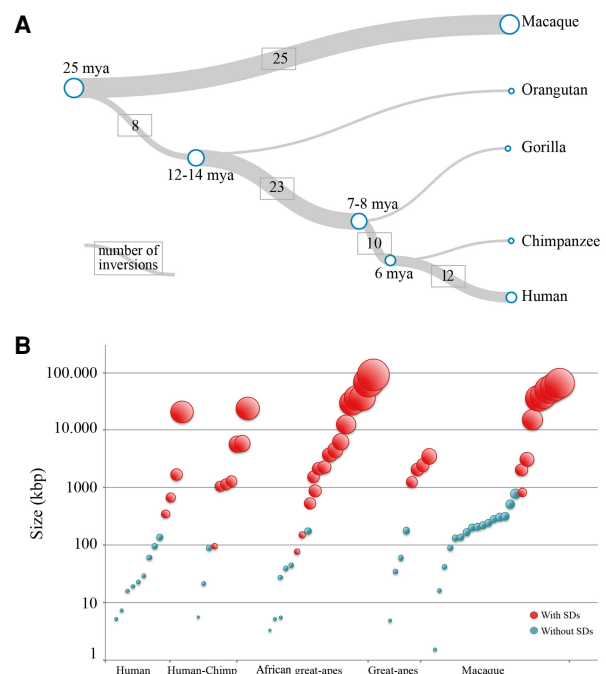 A
Macaque
25
25 mya
Orangutan
8
Gorilla
12-14 mya
23
7-8 mya
10
Chimpanzee
number of
inversions
6 mya
12
Human
B
100.000
10.000
1000
100
10
1
Size (kbp)
With SDs
Without SDs
Human
Human-Chimp
African great-apes
Great-apes
Macaque